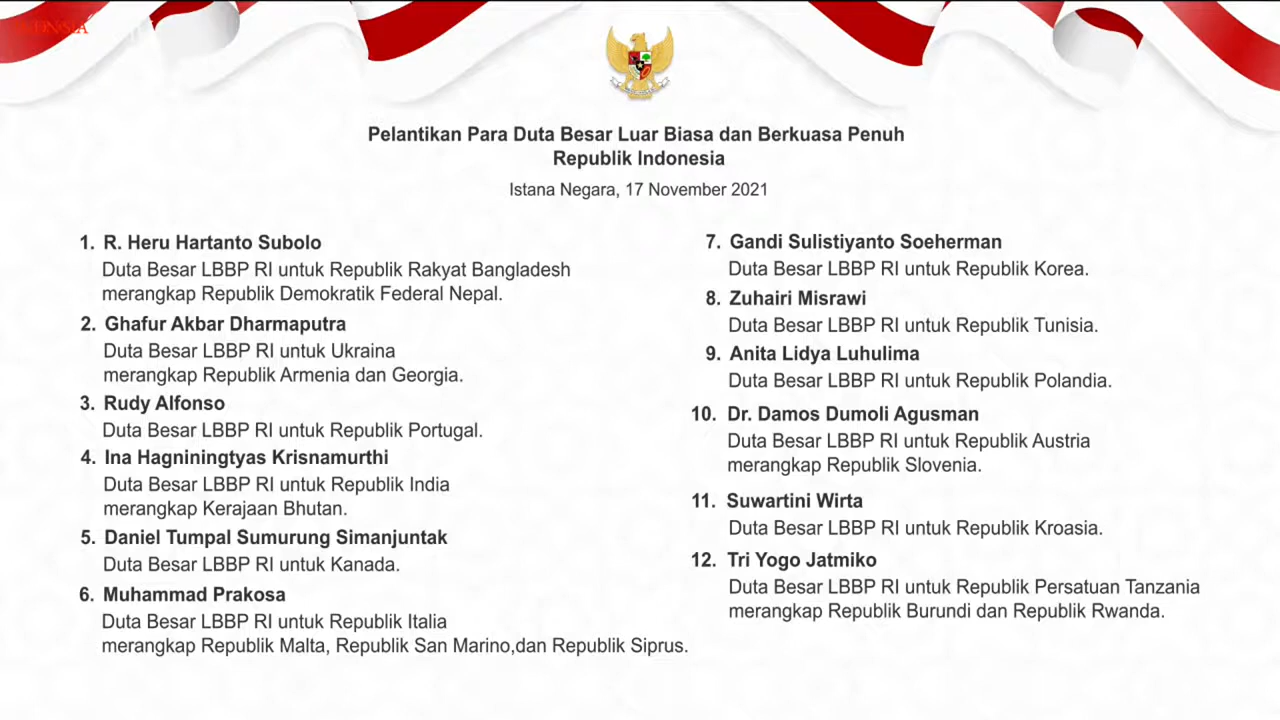 Pelantikan Para Duta Besar Luar Biasa dan Berkuasa Penuh
Republik Indonesia
Istana Negara, 17 November 2021
1. R. Heru Hartanto Subolo
Duta Besar LBBP RI untuk Republik Rakyat Bangladesh
merangkap Republik Demokratik Federal Nepal.
2. Ghafur Akbar Dharmaputra
Duta Besar LBBP RI untuk Ukraina
merangkap Republik Armenia dan Georgia.
3. Rudy Alfonso
Duta Besar LBBP RI untuk Republik Portugal.
4. Ina Hagniningtyas Krisnamurthi
Duta Besar LBBP RI untuk Republik India
merangkap Kerajaan Bhutan.
5. Daniel Tumpal Sumurung Simanjuntak
Duta Besar LBBP RI untuk Kanada.
6. Muhammad Prakosa
Duta Besar LBBP RI untuk Republik Italia
merangkap Republik Malta, Republik San Marino,dan Republik Siprus.
7. Gandi Sulistiyanto Soeherman
Duta Besar LBBP RI untuk Republik Korea.
8. Zuhairi Misrawi
Duta Besar LBBP RI untuk Republik Tunisia.
9. Anita Lidya Luhulima
Duta Besar LBBP RI untuk Republik Polandia.
10. Dr. Damos Dumoli Agusman
Duta Besar LBBP RI untuk Republik Austria
merangkap Republik Slovenia.
11. Suwartini Wirta
Duta Besar LBBP RI untuk Republik Kroasia.
12. Tri Yogo Jatmiko
Duta Besar LBBP RI untuk Republik Persatuan Tanzania
merangkap Republik Burundi dan Republik Rwanda.